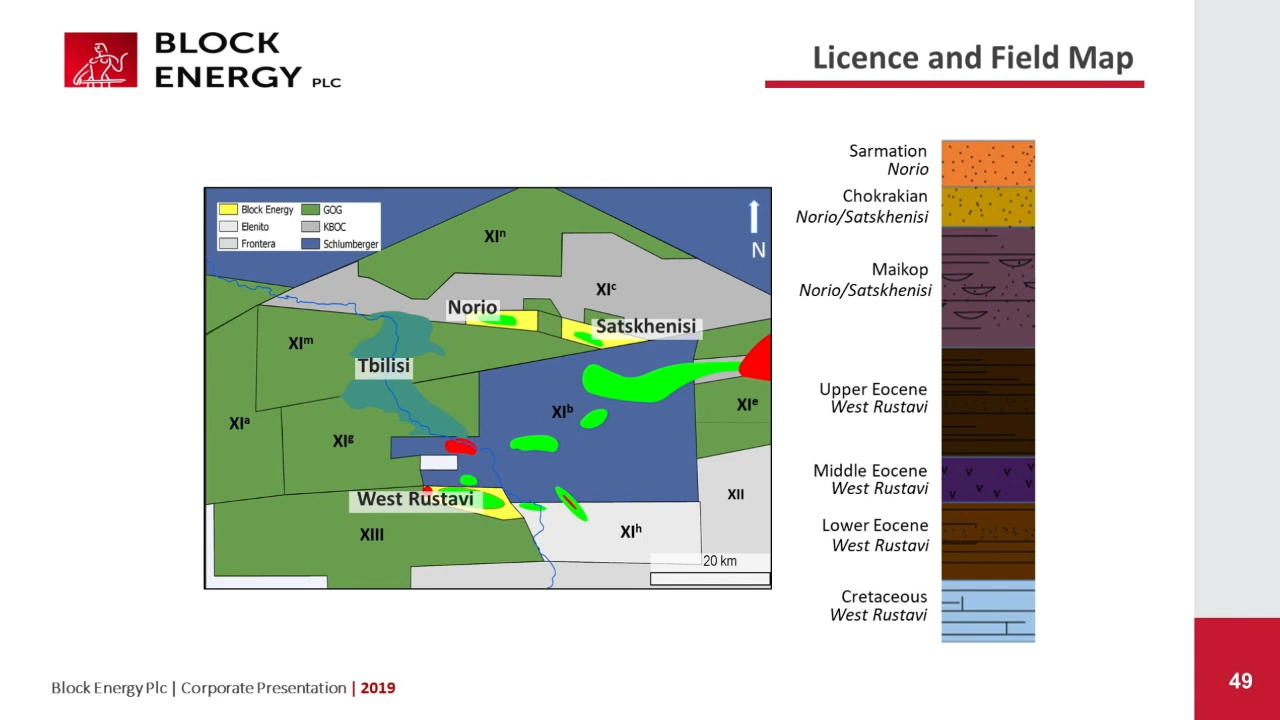 BLOCK
ENERGY PLC
Licence and Field Map
Block Energy
GOG
Elenito
KBOC
Frontera
Schlumberger
N
XIⁿ
XIᶜ
Norio
Satskhenisi
XIᵐ
Tbilisi
XIᵇ
XIᵉ
XIᵃ
XIᵍ
West Rustavi
XII
XIII
XIʰ
20 km
Sarmation
Norio
Chokrakian
Norio/Satskhenisi
Maikop
Norio/Satskhenisi
Upper Eocene
West Rustavi
Middle Eocene
West Rustavi
Lower Eocene
West Rustavi
Cretaceous
West Rustavi
Block Energy Plc | Corporate Presentation | 2019
49